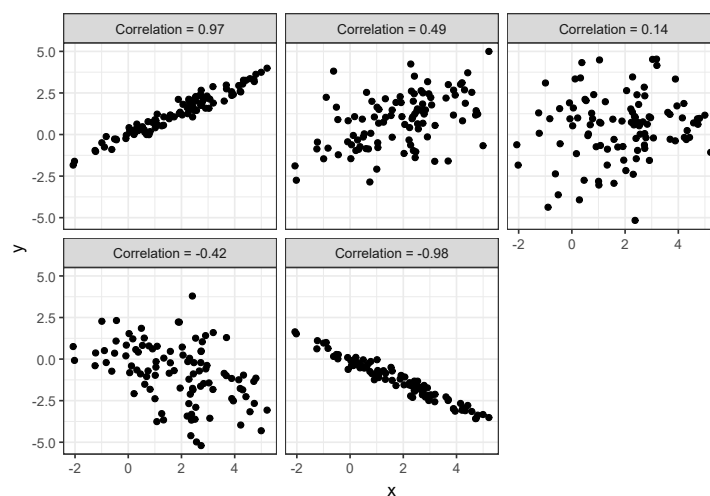 Correlation = 0.97
Correlation = 0.49
Correlation = 0.14
5.0
2.5
0.0
-2.5
-5.0
-2 0 2 4
y
Correlation = -0.42
Correlation = -0.98
5.0
2.5
0.0
-2.5
-5.0
-2 0 2 4
-2 0 2 4
x